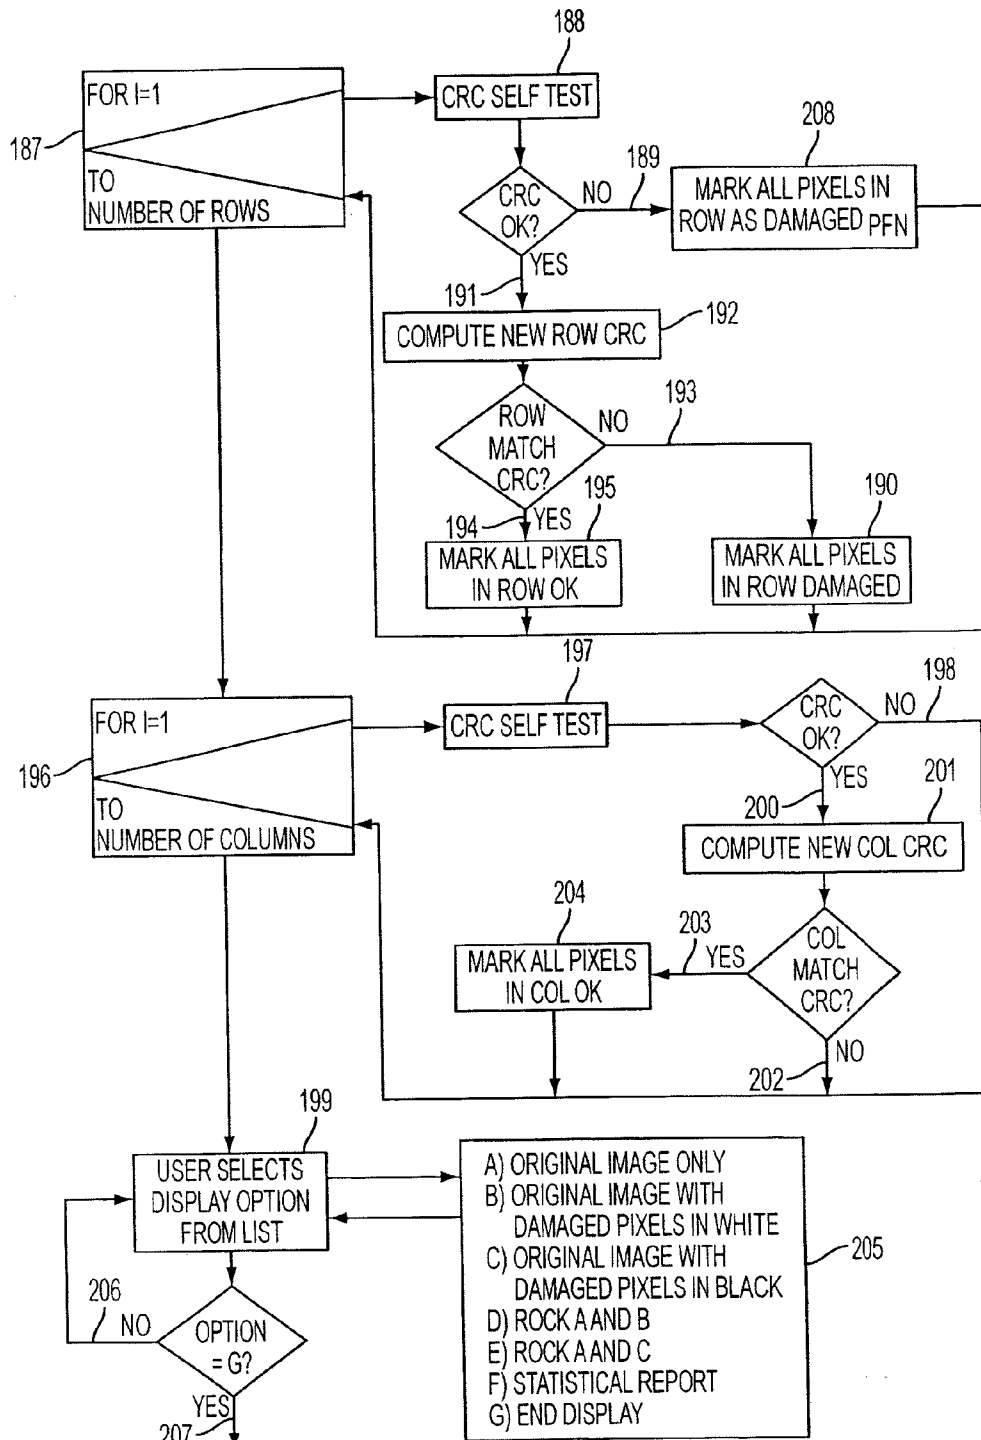 188
FOR I=1
CRC SELF TEST
187
208
TO
NUMBER OF ROWS
CRC
OK?
NO
189
MARK ALL PIXELS IN
ROW AS DAMAGED PFN
YES
191
COMPUTE NEW ROW CRC
192
ROW
MATCH
CRC?
NO
193
194
YES
195
190
MARK ALL PIXELS
IN ROW OK
MARK ALL PIXELS
IN ROW DAMAGED
197
198
FOR I=1
CRC SELF TEST
CRC
OK?
NO
196
YES
200
201
TO
NUMBER OF COLUMNS
COMPUTE NEW COL CRC
204
203
YES
COL
MATCH
CRC?
MARK ALL PIXELS
IN COL OK
NO
202
199
USER SELECTS
DISPLAY OPTION
FROM LIST
A) ORIGINAL IMAGE ONLY
B) ORIGINAL IMAGE WITH
DAMAGED PIXELS IN WHITE
C) ORIGINAL IMAGE WITH
DAMAGED PIXELS IN BLACK
D) ROCK A AND B
E) ROCK A AND C
F) STATISTICAL REPORT
G) END DISPLAY
205
206
NO
OPTION
= G?
YES
207